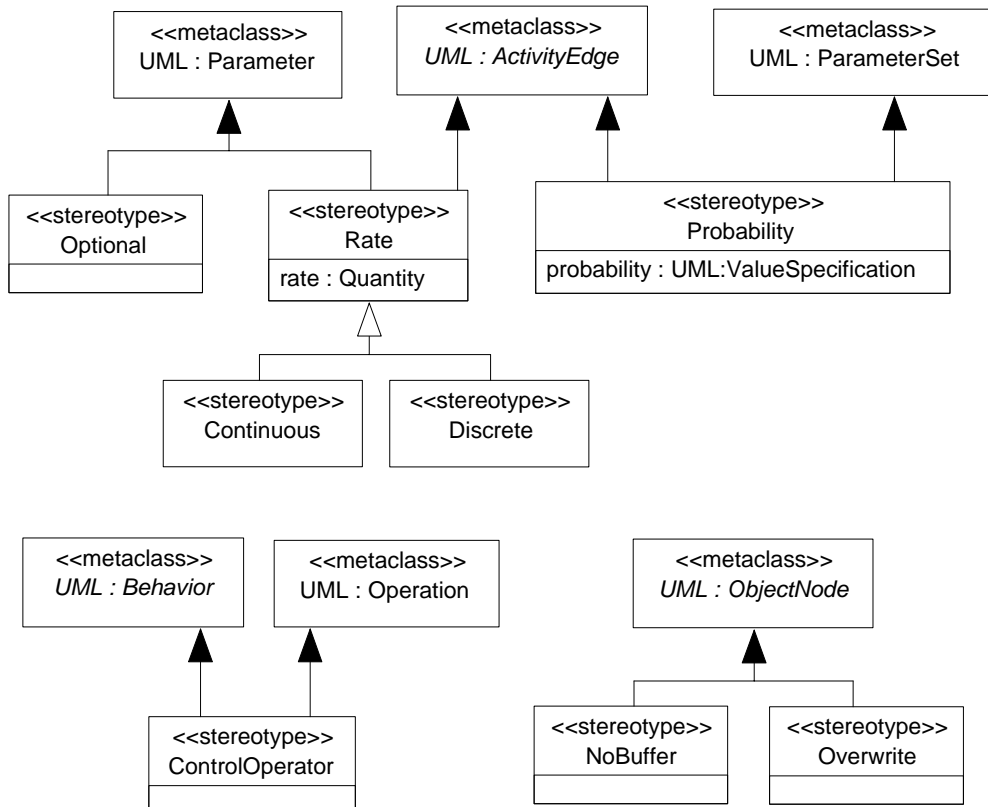 <<metaclass>>
UML : Parameter
<<metaclass>>
UML : ActivityEdge
<<metaclass>>
UML : ParameterSet
<<stereotype>>
Optional
<<stereotype>>
Rate
rate : Quantity
<<stereotype>>
Probability
probability : UML:ValueSpecification
<<stereotype>>
Continuous
<<stereotype>>
Discrete
<<metaclass>>
UML : Behavior
<<metaclass>>
UML : Operation
<<metaclass>>
UML : ObjectNode
<<stereotype>>
ControlOperator
<<stereotype>>
NoBuffer
<<stereotype>>
Overwrite